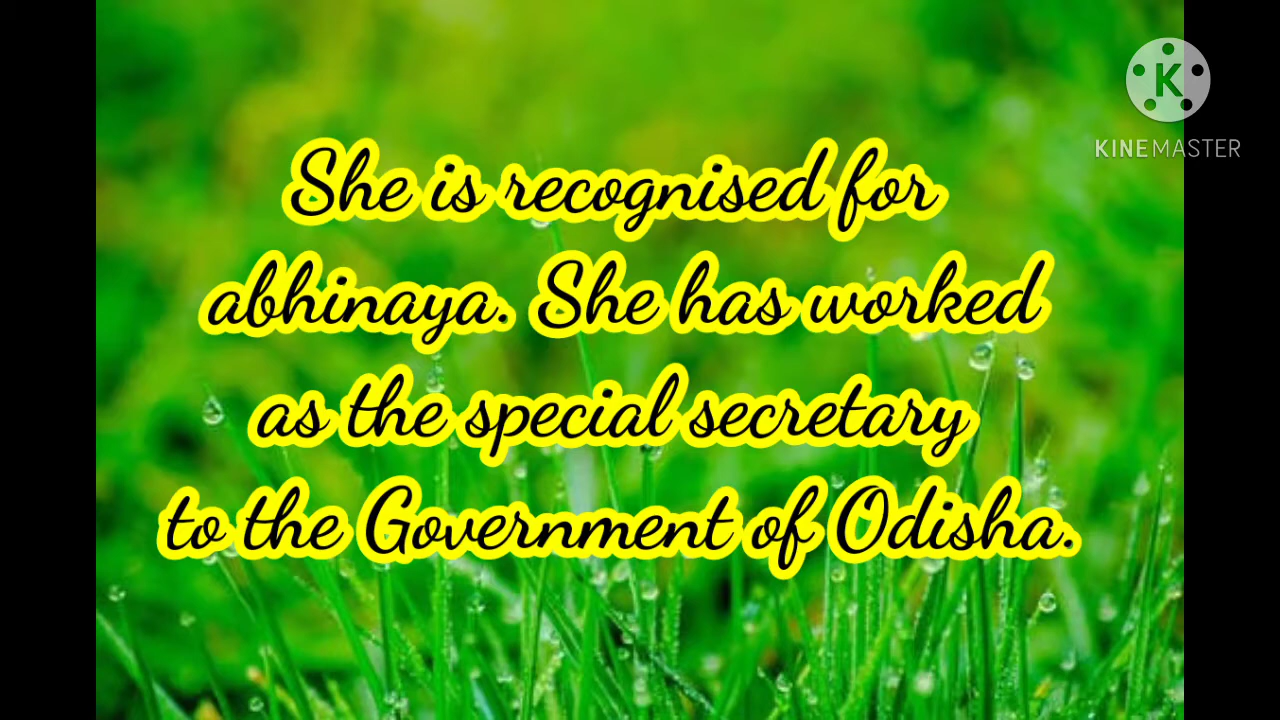 K
KINEMASTER
She is recognised for
abhinaya. She has worked
as the special secretary
to the Government of Odisha.